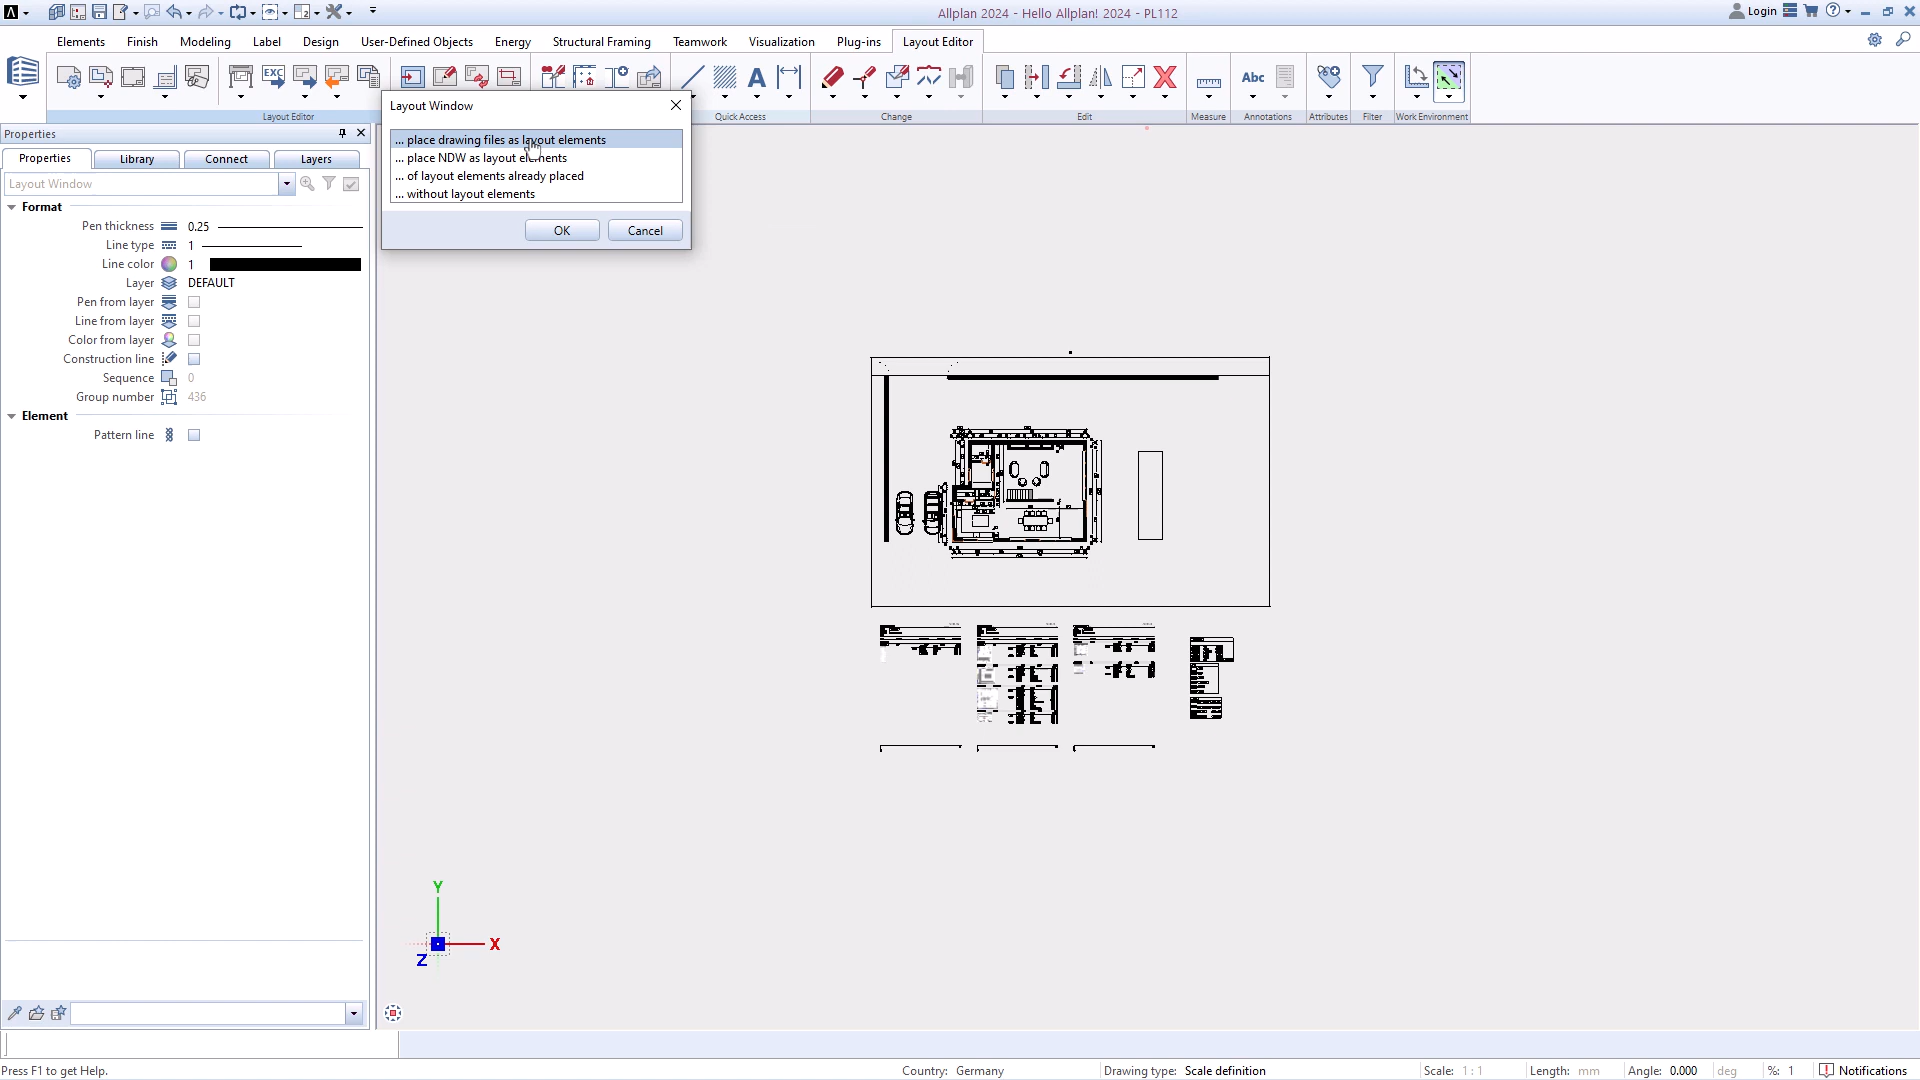 Allplan 2024 - Hello Allplan! 2024 - PL112
Login
Elements Finish Modeling Label Design User-Defined Objects Energy Structural Framing Teamwork Visualization Plug-ins Layout Editor
EXC
A
Abc
Layout Editor Quick Access Change Edit Measure Annotations Attributes Filter Work Environment
Layout Window
... place drawing files as layout elements
... place NDW as layout elements
... of layout elements already placed
... without layout elements
OK Cancel
Properties
Properties Library Connect Layers
Layout Window
Format
Pen thickness 0.25
Line type 1
Line color 1
Layer DEFAULT
Pen from layer
Line from layer
Color from layer
Construction line
Sequence 0
Group number 436
Element
Pattern line
Y
X
Z
Press F1 to get Help. Country: Germany Drawing type: Scale definition Scale: 1 : 1 Length: mm Angle: 0.000 deg %: 1 Notifications